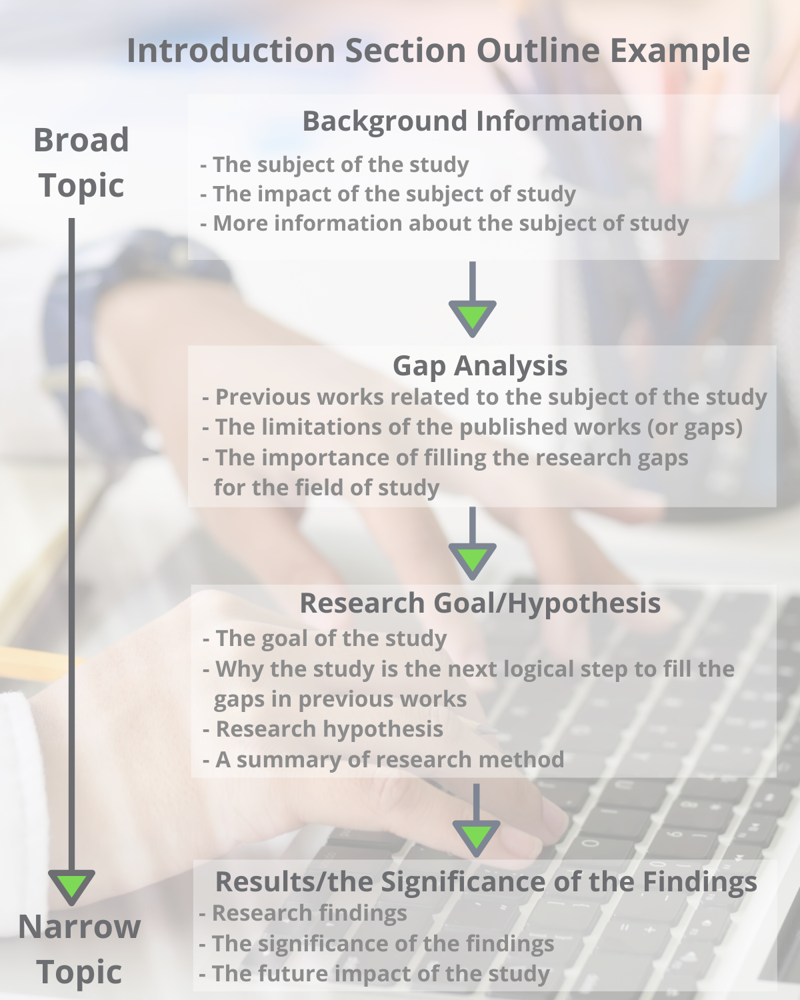 Introduction Section Outline Example
Broad
Topic
Background Information
- The subject of the study
- The impact of the subject of study
- More information about the subject of study
Gap Analysis
- Previous works related to the subject of the study
- The limitations of the published works (or gaps)
- The importance of filling the research gaps
for the field of study
Research Goal/Hypothesis
- The goal of the study
- Why the study is the next logical step to fill the
gaps in previous works
- Research hypothesis
- A summary of research method
Results/the Significance of the Findings
- Research findings
- The significance of the findings
- The future impact of the study
Narrow
Topic